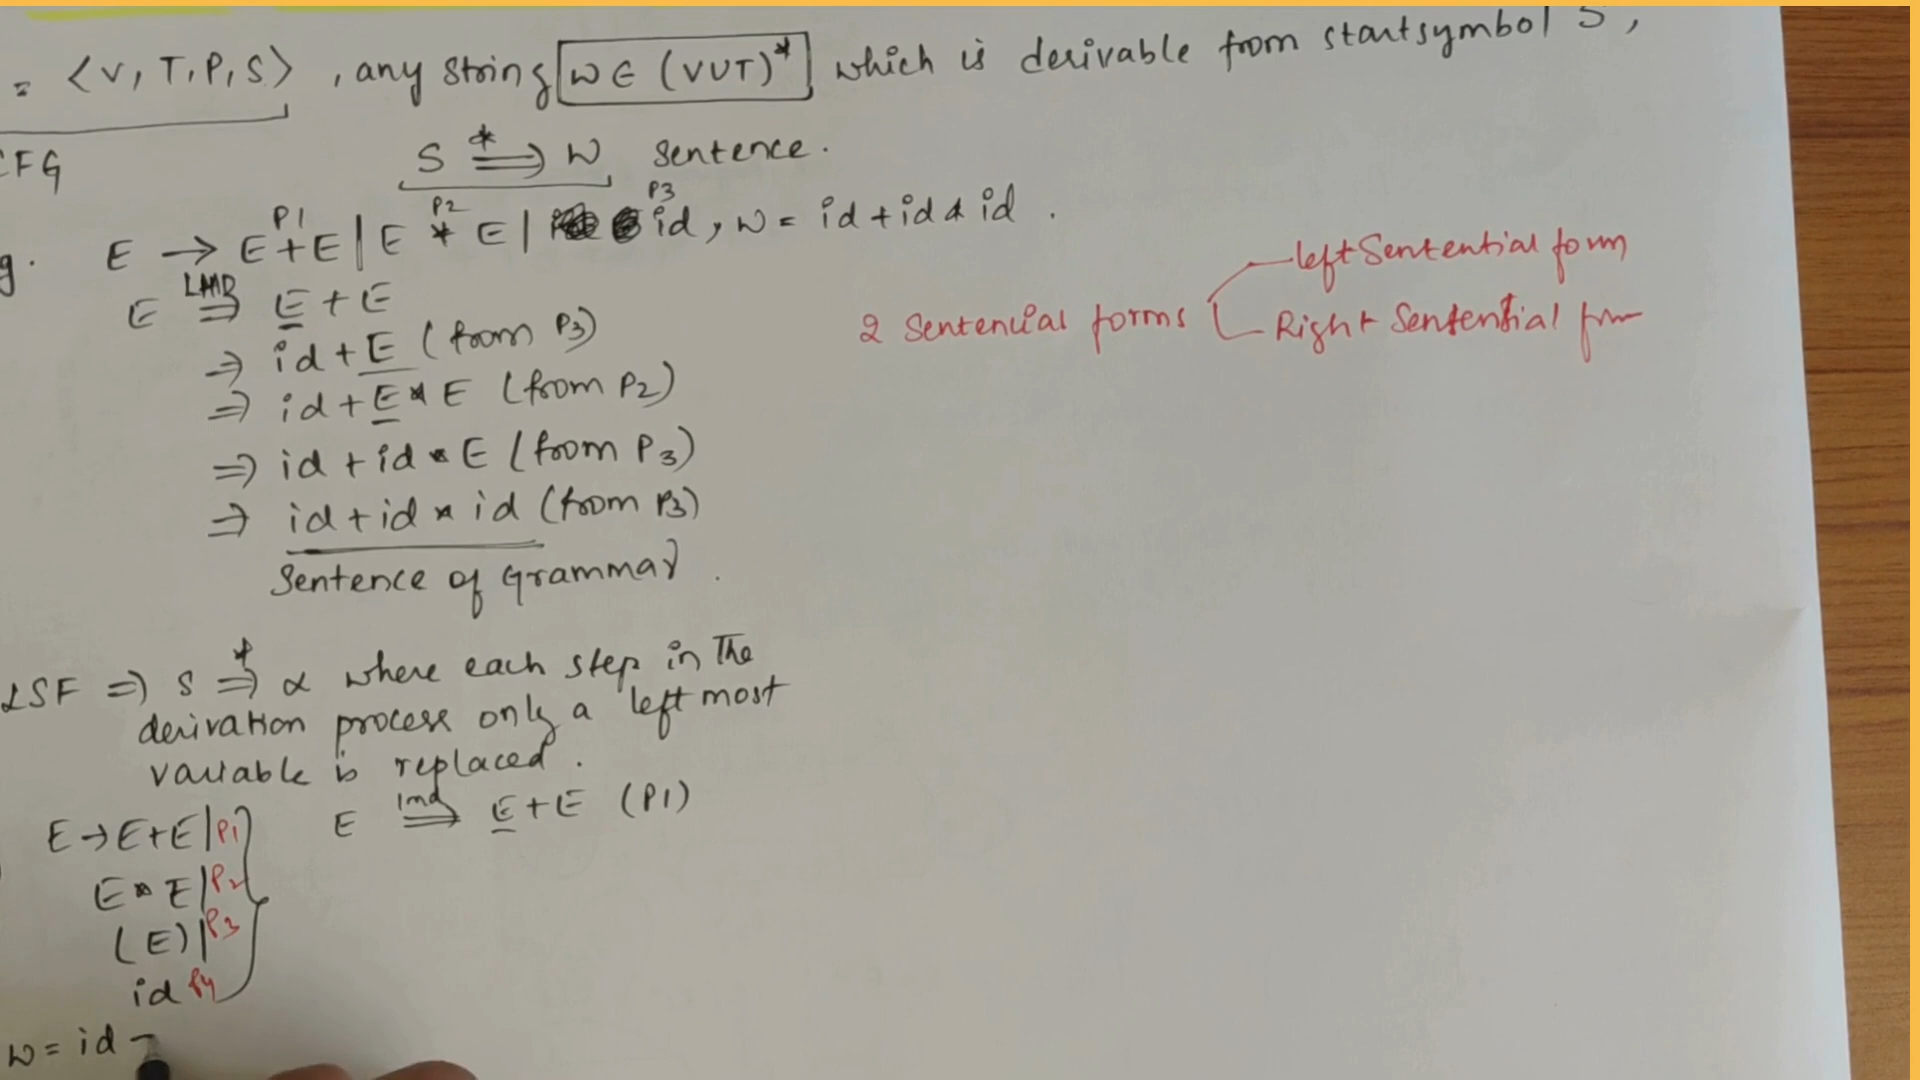 = <V, T, P, S> , any string w ∈ (VUT)* which is derivable from start symbol S ,
CFG
S *⇒ w sentence .
P1 P2 P3
g. E → E + E | E * E | id , w = id + id * id .
E LMD⇒ E + E
⇒ id + E (from P3)
⇒ id + E * E (from P2)
⇒ id + id * E (from P3)
⇒ id + id * id (from P3)
Sentence of Grammar .
2 Sentencial forms
left Sentential form
Right Sentential form
LSF ⇒ S *⇒ α where each step in The
derivation process only a left most
variable is replaced .
E → E+E | P1
E * E | P2
(E) | P3
id P4
E lmd⇒ E + E (P1)
w = id